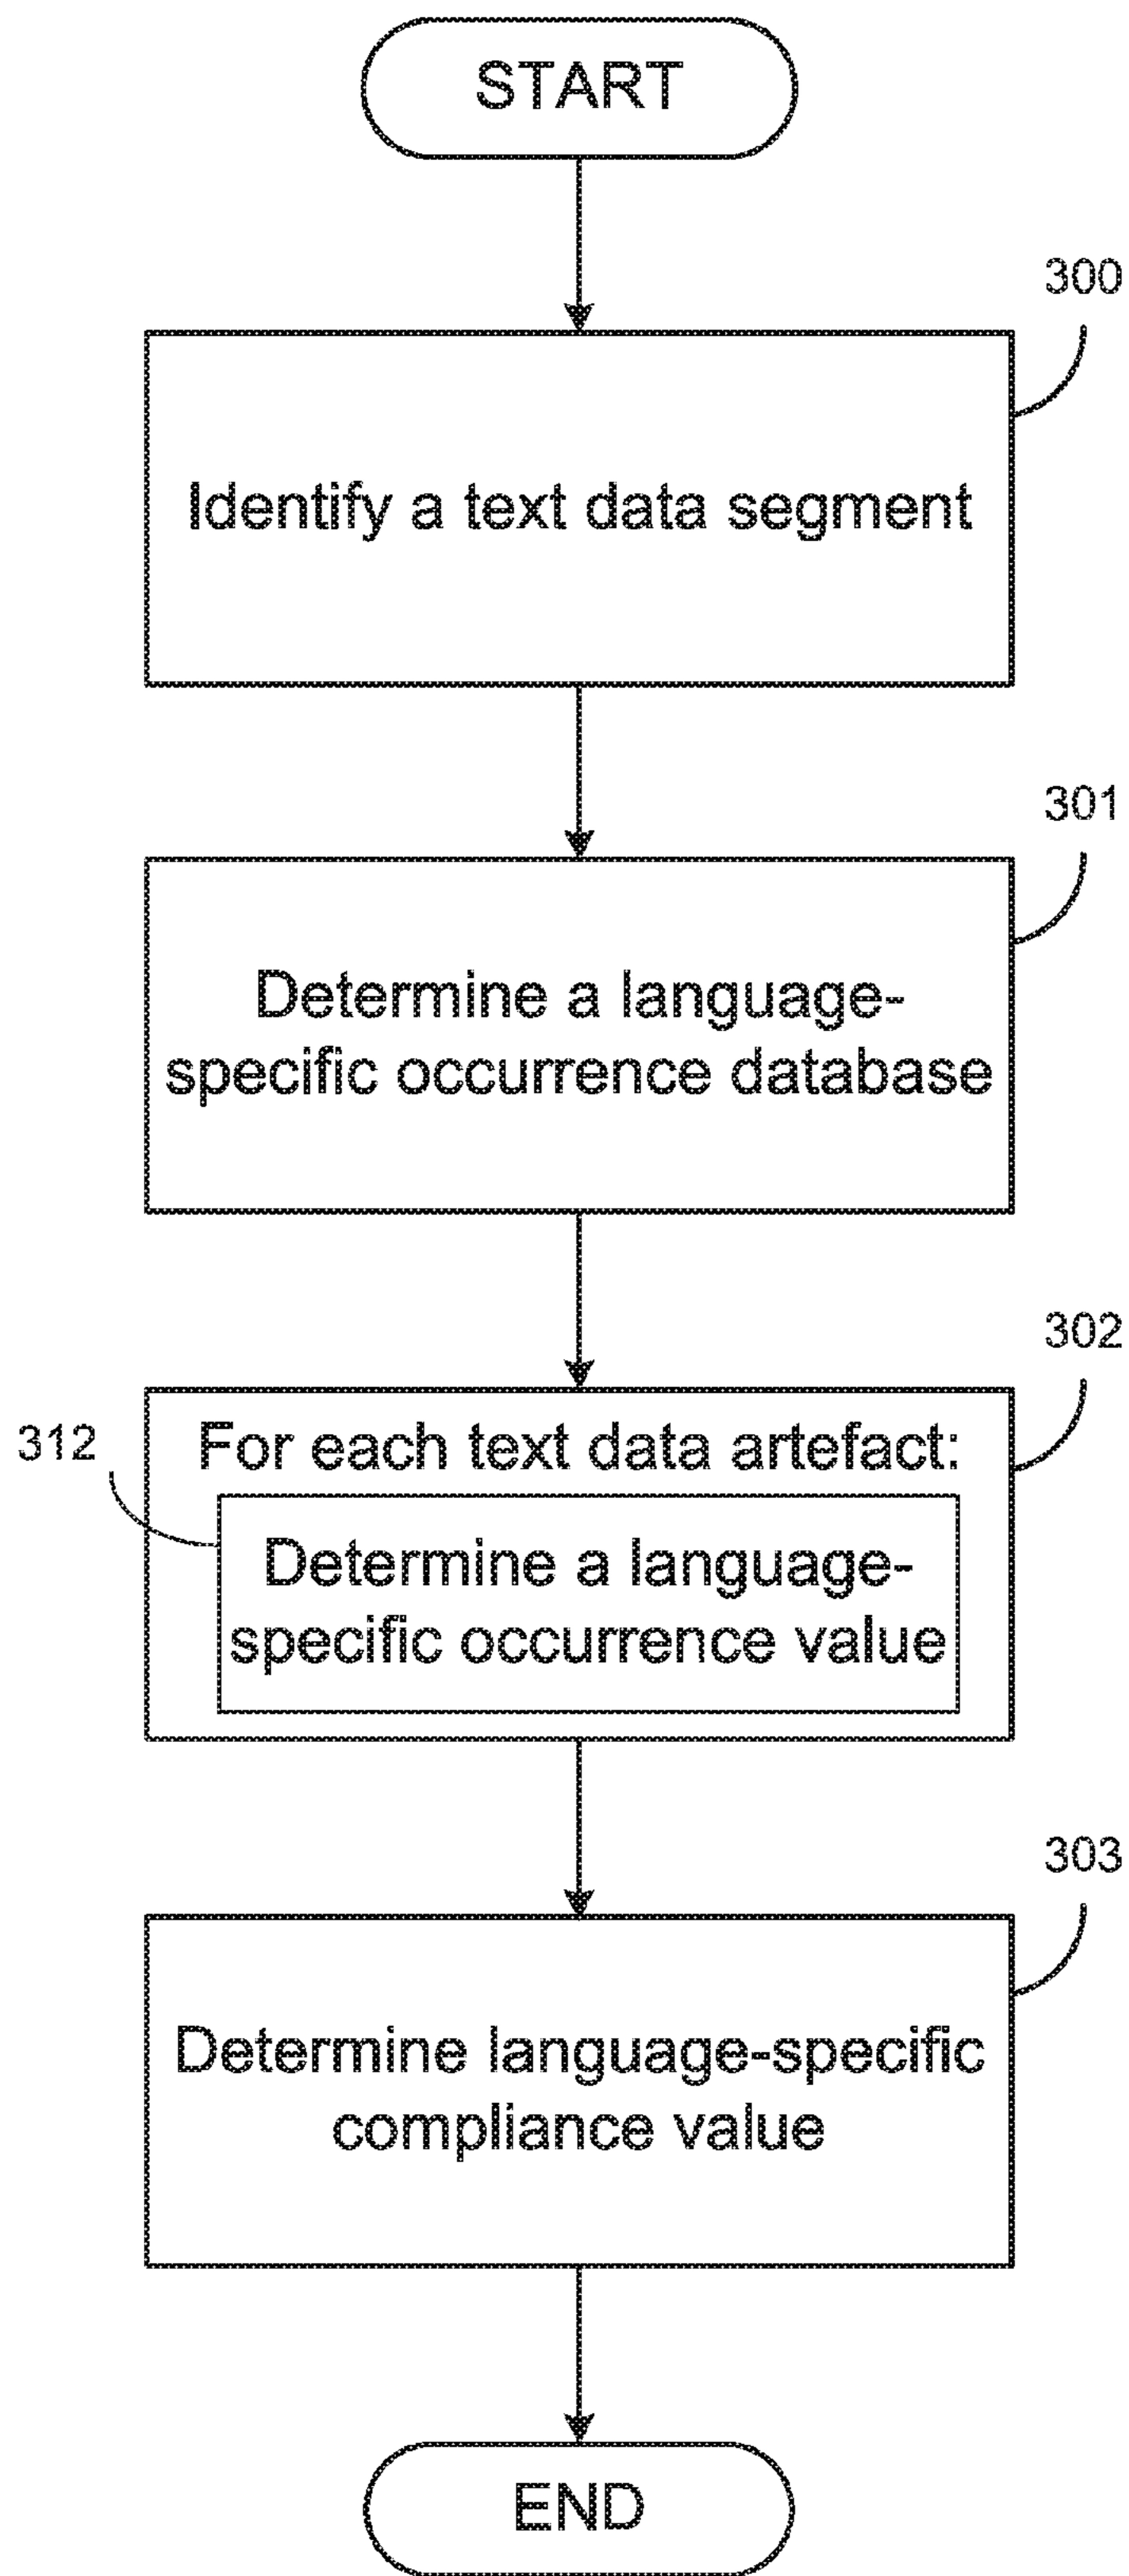 START
300
Identify a text data segment
301
Determine a language-
specific occurrence database
302
312
For each text data artefact:
Determine a language-
specific occurrence value
303
Determine language-specific
compliance value
END